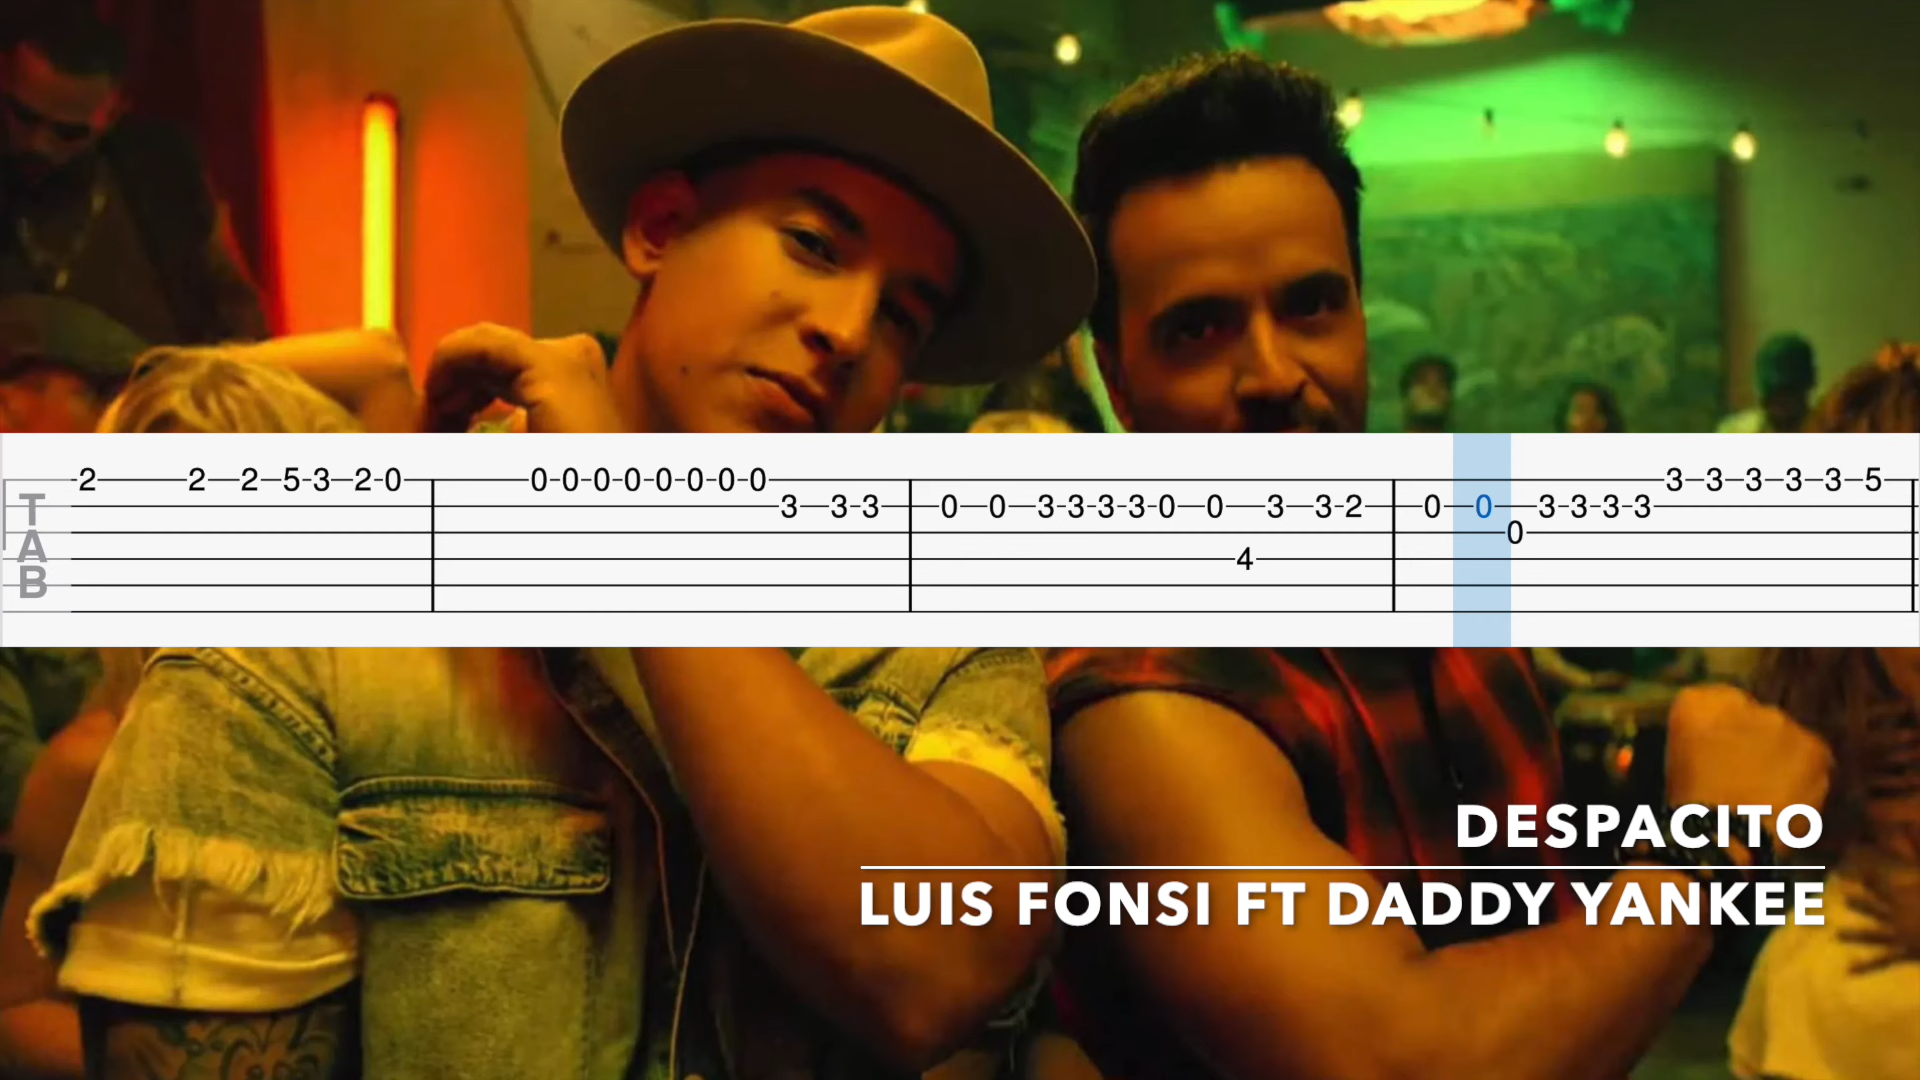 2 2 2 5 3 2 0 0 0 0 0 0 0 0 0 3 3 3 3 3 3 5
T 3 3 3 0 0 3 3 3 3 0 0 3 3 2 0 0 3 3 3 3
A 0
4
B
DESPACITO
LUIS FONSI FT DADDY YANKEE